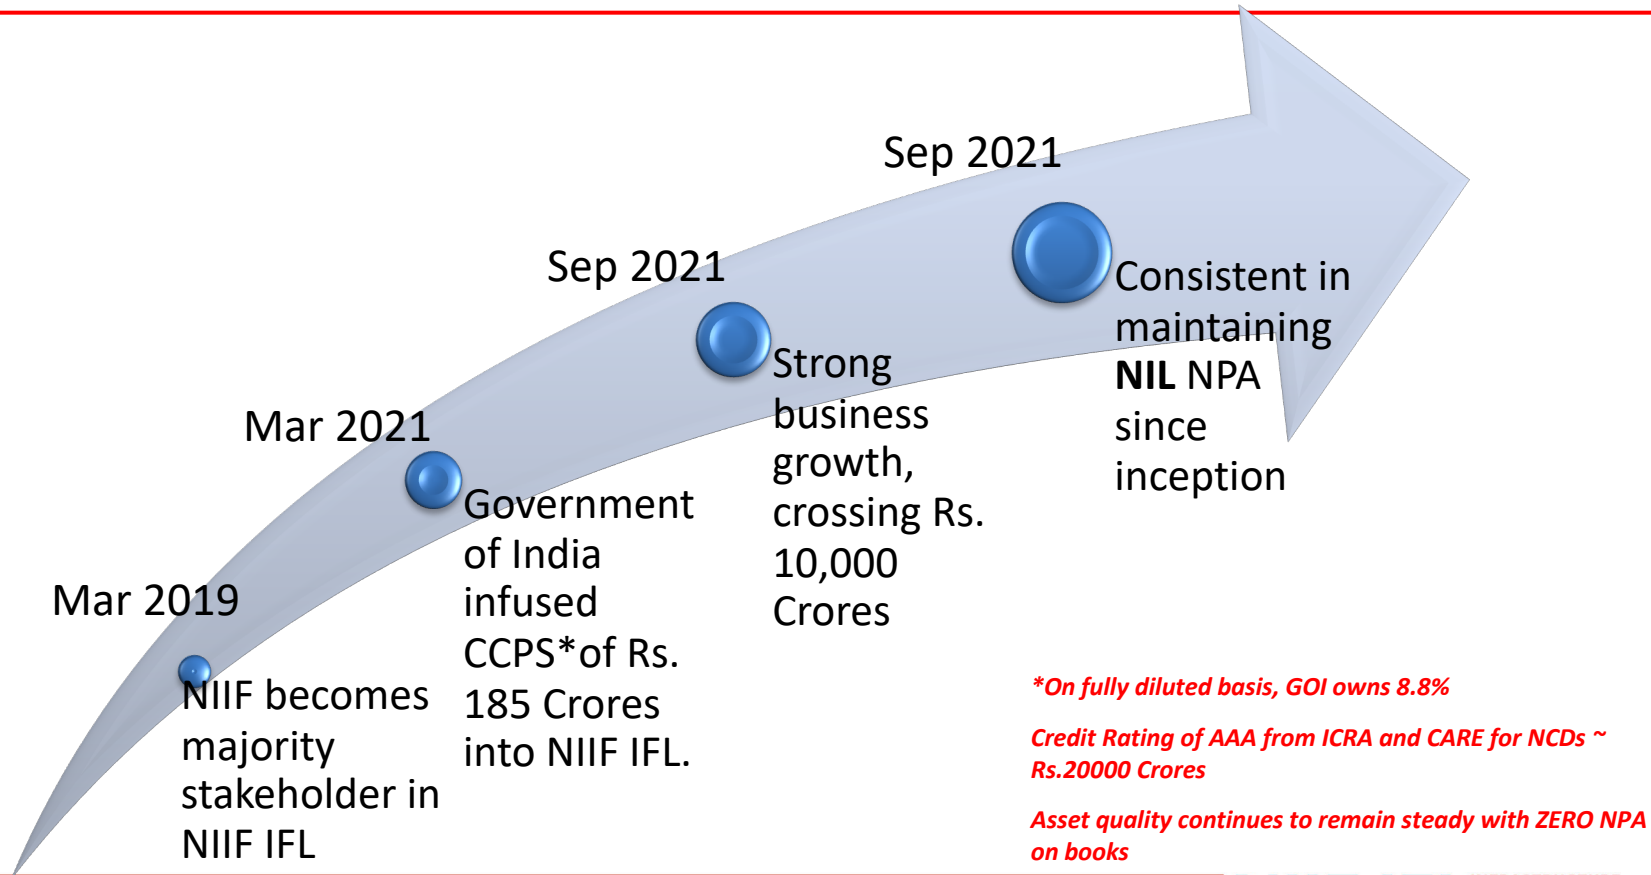 Mar 2019
NIIF becomes
majority
stakeholder in
NIIF IFL
Mar 2021
Government
of India
infused
CCPS*of Rs.
185 Crores
into NIIF IFL.
Sep 2021
Strong
business
growth,
crossing Rs.
10,000
Crores
Sep 2021
Consistent in
maintaining
NIL NPA
since
inception
*On fully diluted basis, GOI owns 8.8%
Credit Rating of AAA from ICRA and CARE for NCDs ~
Rs.20000 Crores
Asset quality continues to remain steady with ZERO NPA
on books